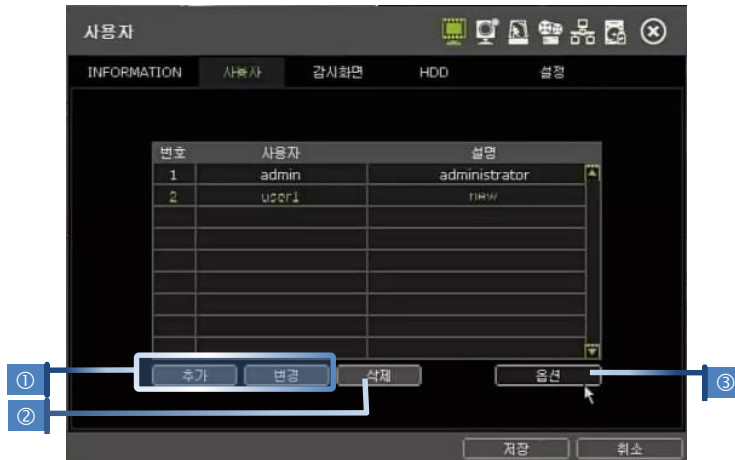 사용자
INFORMATION 사용자 감시화면 HDD 설정
번호 사용자 설명
1 admin administrator
2 user1 new
① 추가 변경 삭제 옵션 ③
②
저장 취소